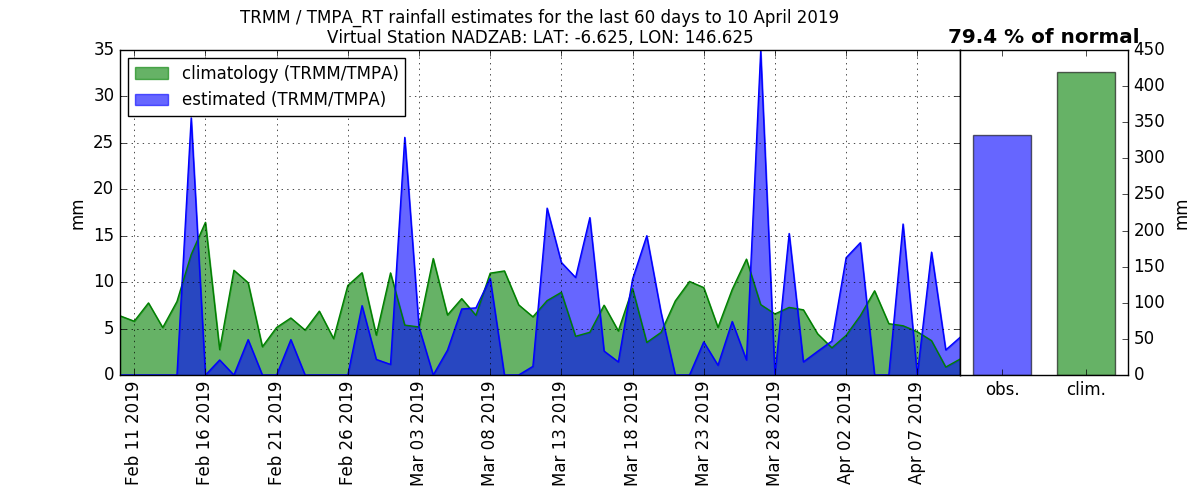 TRMM / TMPA_RT rainfall estimates for the last 60 days to 10 April 2019
Virtual Station NADZAB: LAT: -6.625, LON: 146.625
79.4 % of normal
climatology (TRMM/TMPA)
estimated (TRMM/TMPA)
35
30
25
20
15
10
5
0
mm
Feb 11 2019
Feb 16 2019
Feb 21 2019
Feb 26 2019
Mar 03 2019
Mar 08 2019
Mar 13 2019
Mar 18 2019
Mar 23 2019
Mar 28 2019
Apr 02 2019
Apr 07 2019
obs.
clim.
450
400
350
300
250
200
150
100
50
0
mm